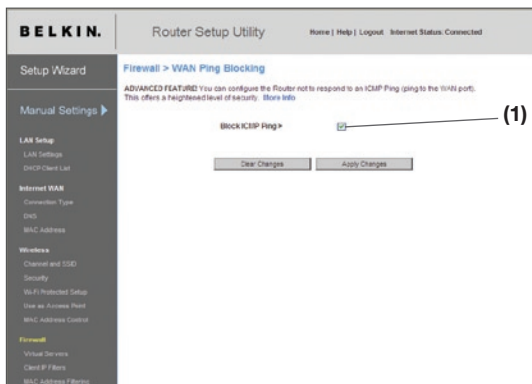 BELKIN.
Router Setup Utility
Home | Help | Logout Internet Status: Connected
Setup Wizard
Manual Settings
LAN Setup
LAN Settings
DHCP Client List
Internet WAN
Connection Type
DNS
MAC Address
Wireless
Channel and SSID
Security
Wi-Fi Protected Setup
Use as Access Point
MAC Address Control
Firewall
Virtual Servers
Client IP Filters
MAC Address Filtering
Firewall > WAN Ping Blocking
ADVANCED FEATURE! You can configure the Router not to respond to an ICMP Ping (ping to the WAN port).
This offers a heightened level of security. More Info
Block ICMP Ping >
(1)
Clear Changes
Apply Changes